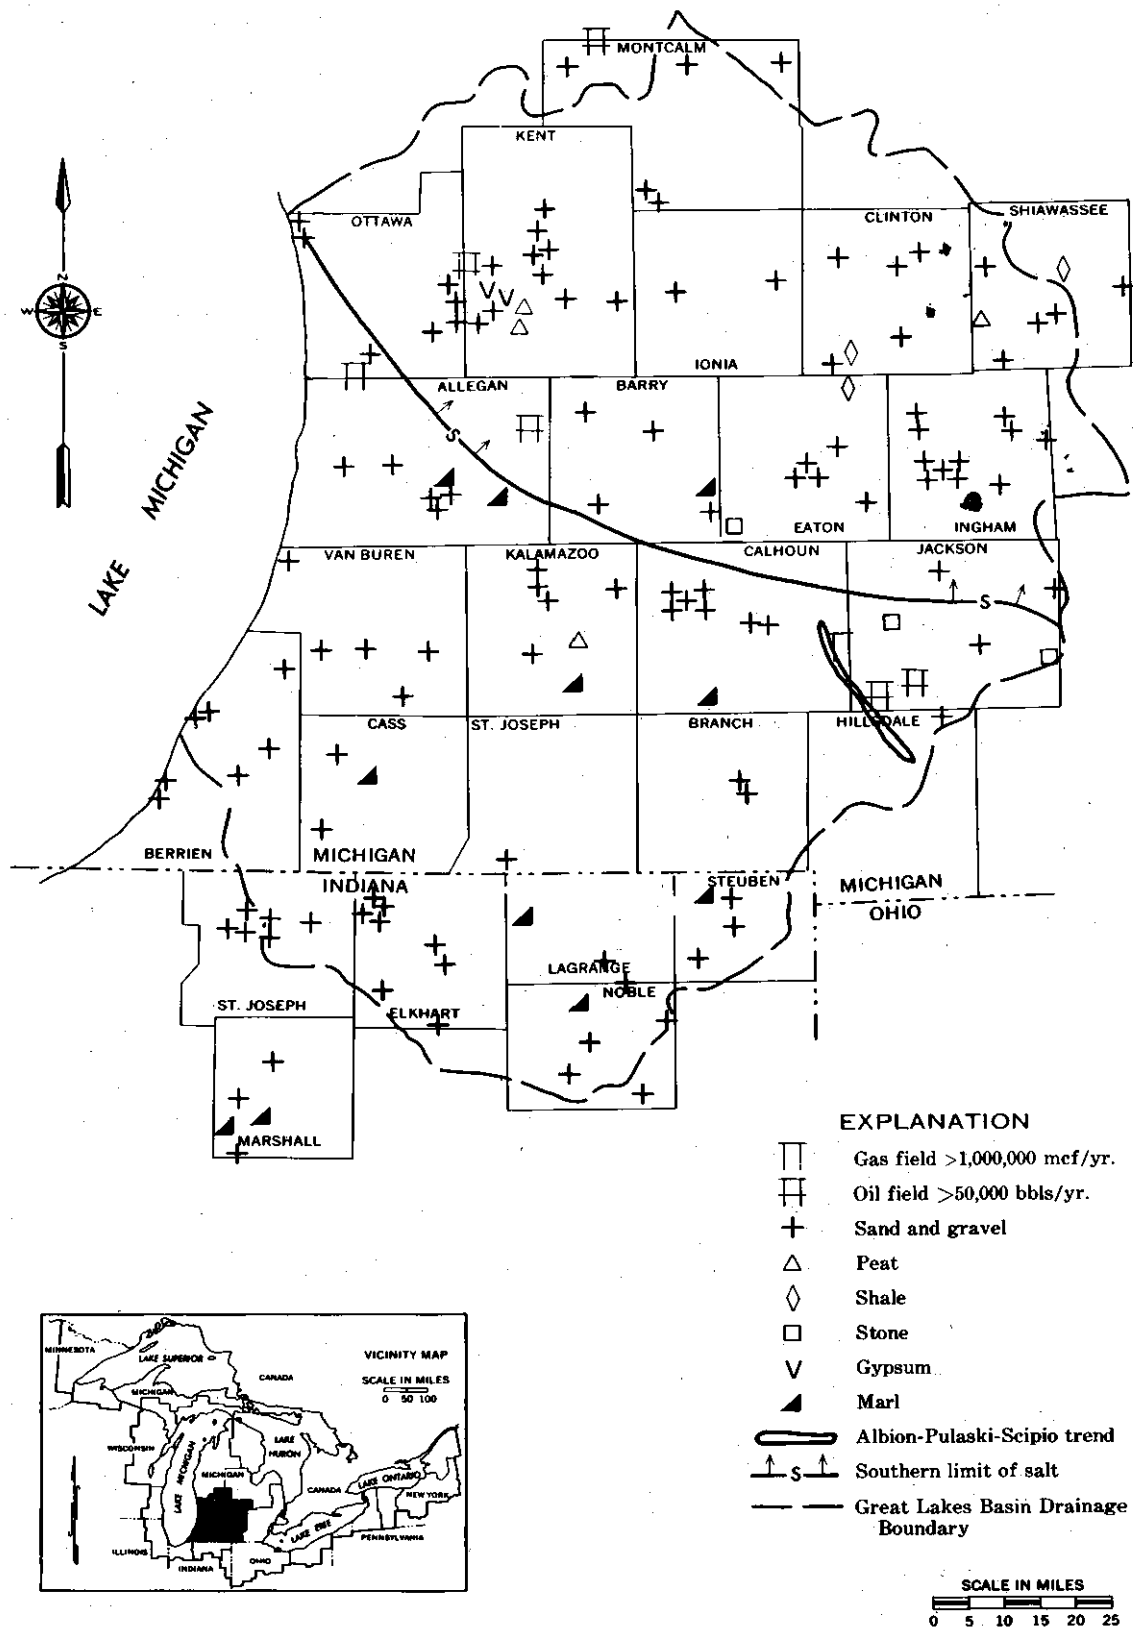 MONTCALM
KENT
OTTAWA
CLINTON
SHIAWASSEE
N
W E
S
IONIA
ALLEGAN
BARRY
S
LAKE MICHIGAN
EATON
INGHAM
VAN BUREN
KALAMAZOO
CALHOUN
JACKSON
S
CASS
ST. JOSEPH
BRANCH
HILLSDALE
BERRIEN
MICHIGAN
INDIANA
STEUBEN
MICHIGAN
OHIO
LAGRANGE
NOBLE
ST. JOSEPH
ELKHART
MARSHALL
EXPLANATION
Gas field >1,000,000 mcf/yr.
Oil field >50,000 bbls/yr.
Sand and gravel
Peat
Shale
Stone
Gypsum
Marl
Albion-Pulaski-Scipio trend
S Southern limit of salt
Great Lakes Basin Drainage
Boundary
MINNESOTA
LAKE SUPERIOR
VICINITY MAP
CANADA
SCALE IN MILES
0 50 100
MICHIGAN
WISCONSIN
LAKE MICHIGAN
LAKE
HURON
MICHIGAN
CANADA
LAKE ONTARIO
NEW YORK
LAKE ERIE
PENNSYLVANIA
ILLINOIS
INDIANA
OHIO
SCALE IN MILES
0 5 10 15 20 25